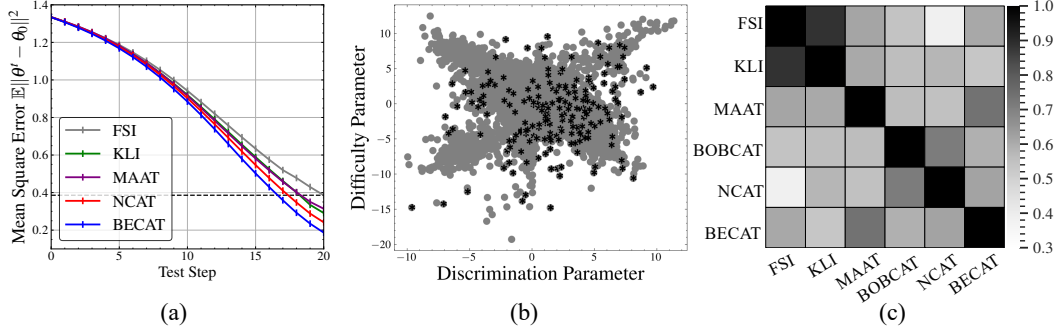 Mean Square Error 𝔼||θᵗ − θ₀||²
1.4
1.2
1.0
0.8
0.6
0.4
0.2
FSI
KLI
MAAT
NCAT
BECAT
0 5 10 15 20
Test Step
(a)
Difficulty Parameter
10
5
0
−5
−10
−15
−20
−10 −5 0 5 10
Discrimination Parameter
(b)
FSI
KLI
MAAT
BOBCAT
NCAT
BECAT
FSI KLI MAAT BOBCAT NCAT BECAT
1.0
0.9
0.8
0.7
0.6
0.5
0.4
0.3
(c)